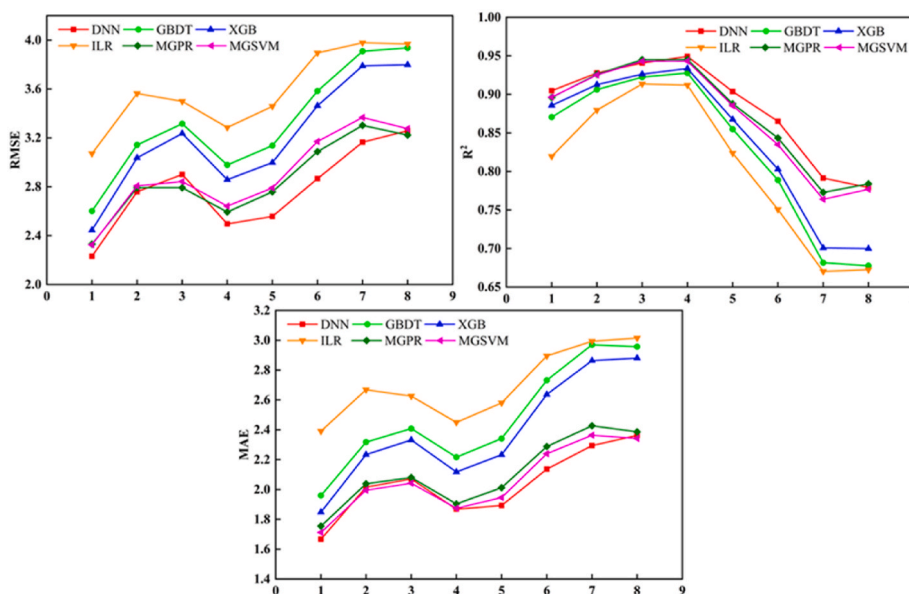 DNN GBDT XGB
ILR MGPR MGSVM
4.0
3.6
3.2
2.8
2.4
2.0
RMSE
0 1 2 3 4 5 6 7 8 9
DNN GBDT XGB
ILR MGPR MGSVM
1.00
0.95
0.90
0.85
0.80
0.75
0.70
0.65
R²
0 1 2 3 4 5 6 7 8
DNN GBDT XGB
ILR MGPR MGSVM
3.2
3.0
2.8
2.6
2.4
2.2
2.0
1.8
1.6
1.4
MAE
0 1 2 3 4 5 6 7 8 9